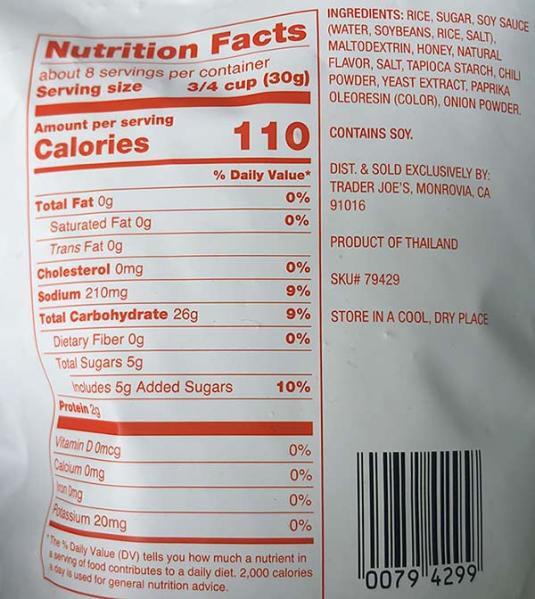 Nutrition Facts
about 8 servings per container
Serving size 3/4 cup (30g)
Amount per serving
Calories 110
% Daily Value*
Total Fat 0g 0%
Saturated Fat 0g 0%
Trans Fat 0g
Cholesterol 0mg 0%
Sodium 210mg 9%
Total Carbohydrate 26g 9%
Dietary Fiber 0g 0%
Total Sugars 5g
Includes 5g Added Sugars 10%
Protein 2g
Vitamin D 0mcg 0%
Calcium 0mg 0%
Iron 0mg 0%
Potassium 20mg 0%
*The % Daily Value (DV) tells you how much a nutrient in
a serving of food contributes to a daily diet. 2,000 calories
a day is used for general nutrition advice.
INGREDIENTS: RICE, SUGAR, SOY SAUCE
(WATER, SOYBEANS, RICE, SALT),
MALTODEXTRIN, HONEY, NATURAL
FLAVOR, SALT, TAPIOCA STARCH, CHILI
POWDER, YEAST EXTRACT, PAPRIKA
OLEORESIN (COLOR), ONION POWDER.
CONTAINS SOY.
DIST. & SOLD EXCLUSIVELY BY:
TRADER JOE'S, MONROVIA, CA
91016
PRODUCT OF THAILAND
SKU# 79429
STORE IN A COOL, DRY PLACE
0079 4299